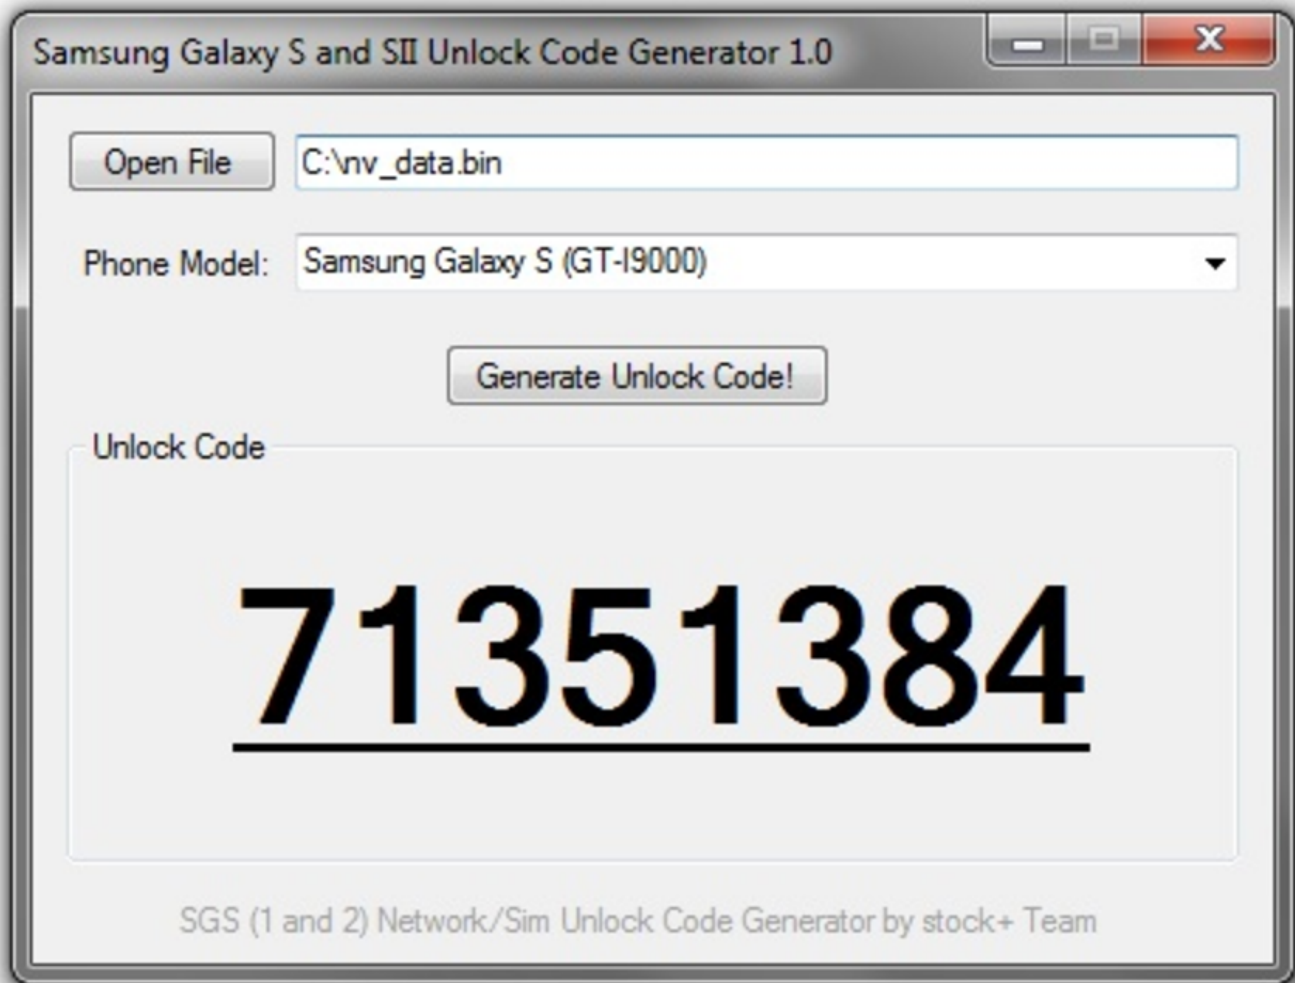 Samsung Galaxy S and SII Unlock Code Generator 1.0
Open File
C:\nv_data.bin
Phone Model:
Samsung Galaxy S (GT-I9000)
Generate Unlock Code!
Unlock Code
71351384
SGS (1 and 2) Network/Sim Unlock Code Generator by stock+ Team